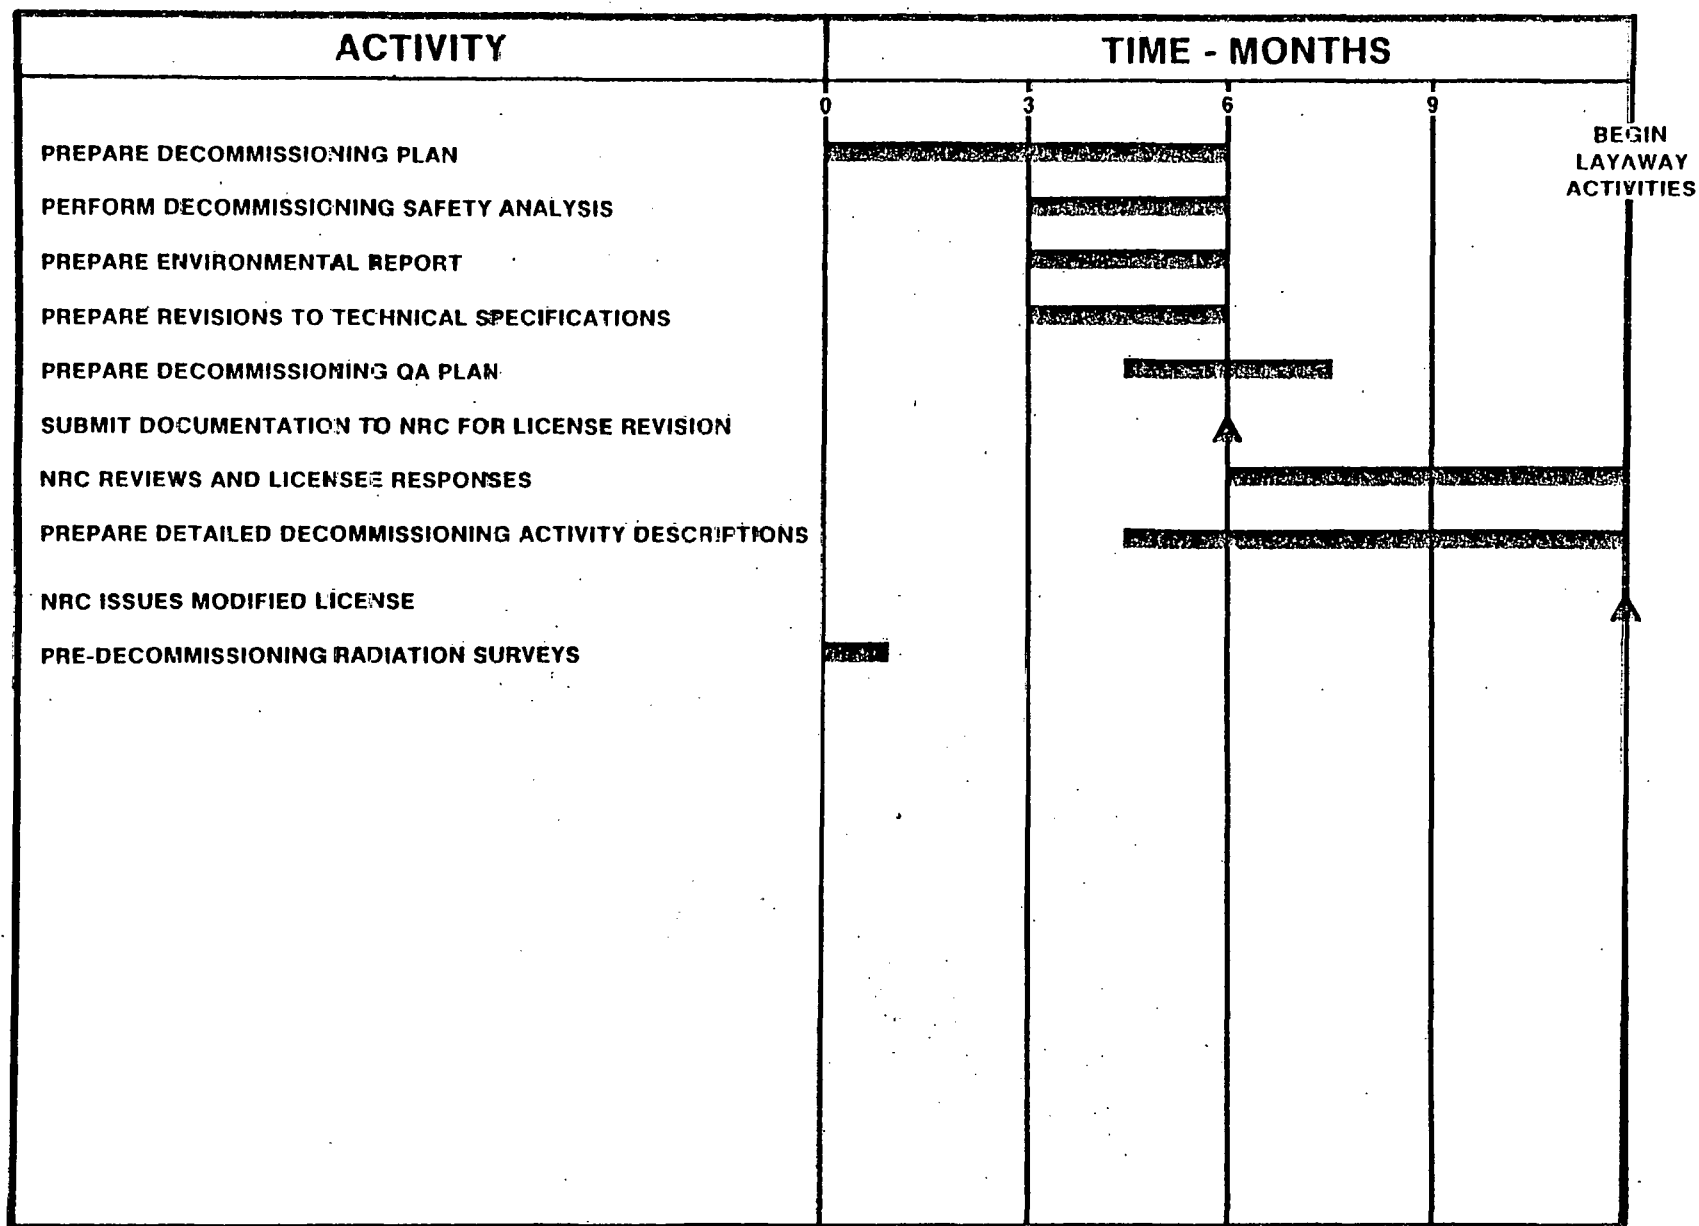 ACTIVITY
TIME - MONTHS
0 3 6 9
BEGIN
LAYAWAY
ACTIVITIES
PREPARE DECOMMISSIONING PLAN
PERFORM DECOMMISSIONING SAFETY ANALYSIS
PREPARE ENVIRONMENTAL REPORT
PREPARE REVISIONS TO TECHNICAL SPECIFICATIONS
PREPARE DECOMMISSIONING QA PLAN
SUBMIT DOCUMENTATION TO NRC FOR LICENSE REVISION
NRC REVIEWS AND LICENSEE RESPONSES
PREPARE DETAILED DECOMMISSIONING ACTIVITY DESCRIPTIONS
NRC ISSUES MODIFIED LICENSE
PRE-DECOMMISSIONING RADIATION SURVEYS